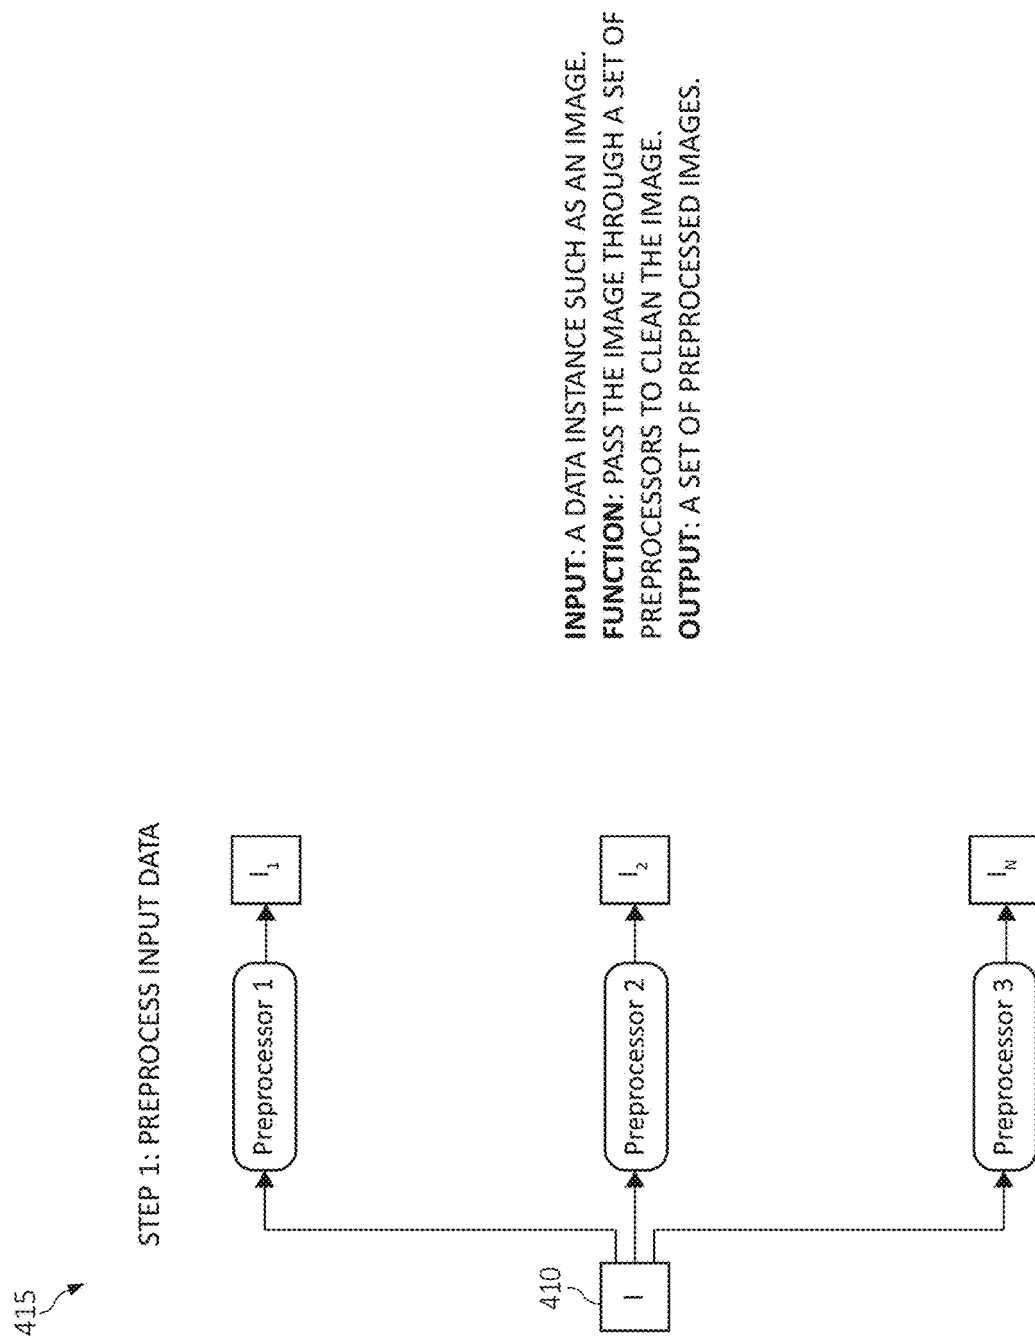 415
STEP 1: PREPROCESS INPUT DATA
Preprocessor 1
I₁
410
I
Preprocessor 2
I₂
Preprocessor 3
I_N
INPUT: A DATA INSTANCE SUCH AS AN IMAGE.
FUNCTION: PASS THE IMAGE THROUGH A SET OF
PREPROCESSORS TO CLEAN THE IMAGE.
OUTPUT: A SET OF PREPROCESSED IMAGES.